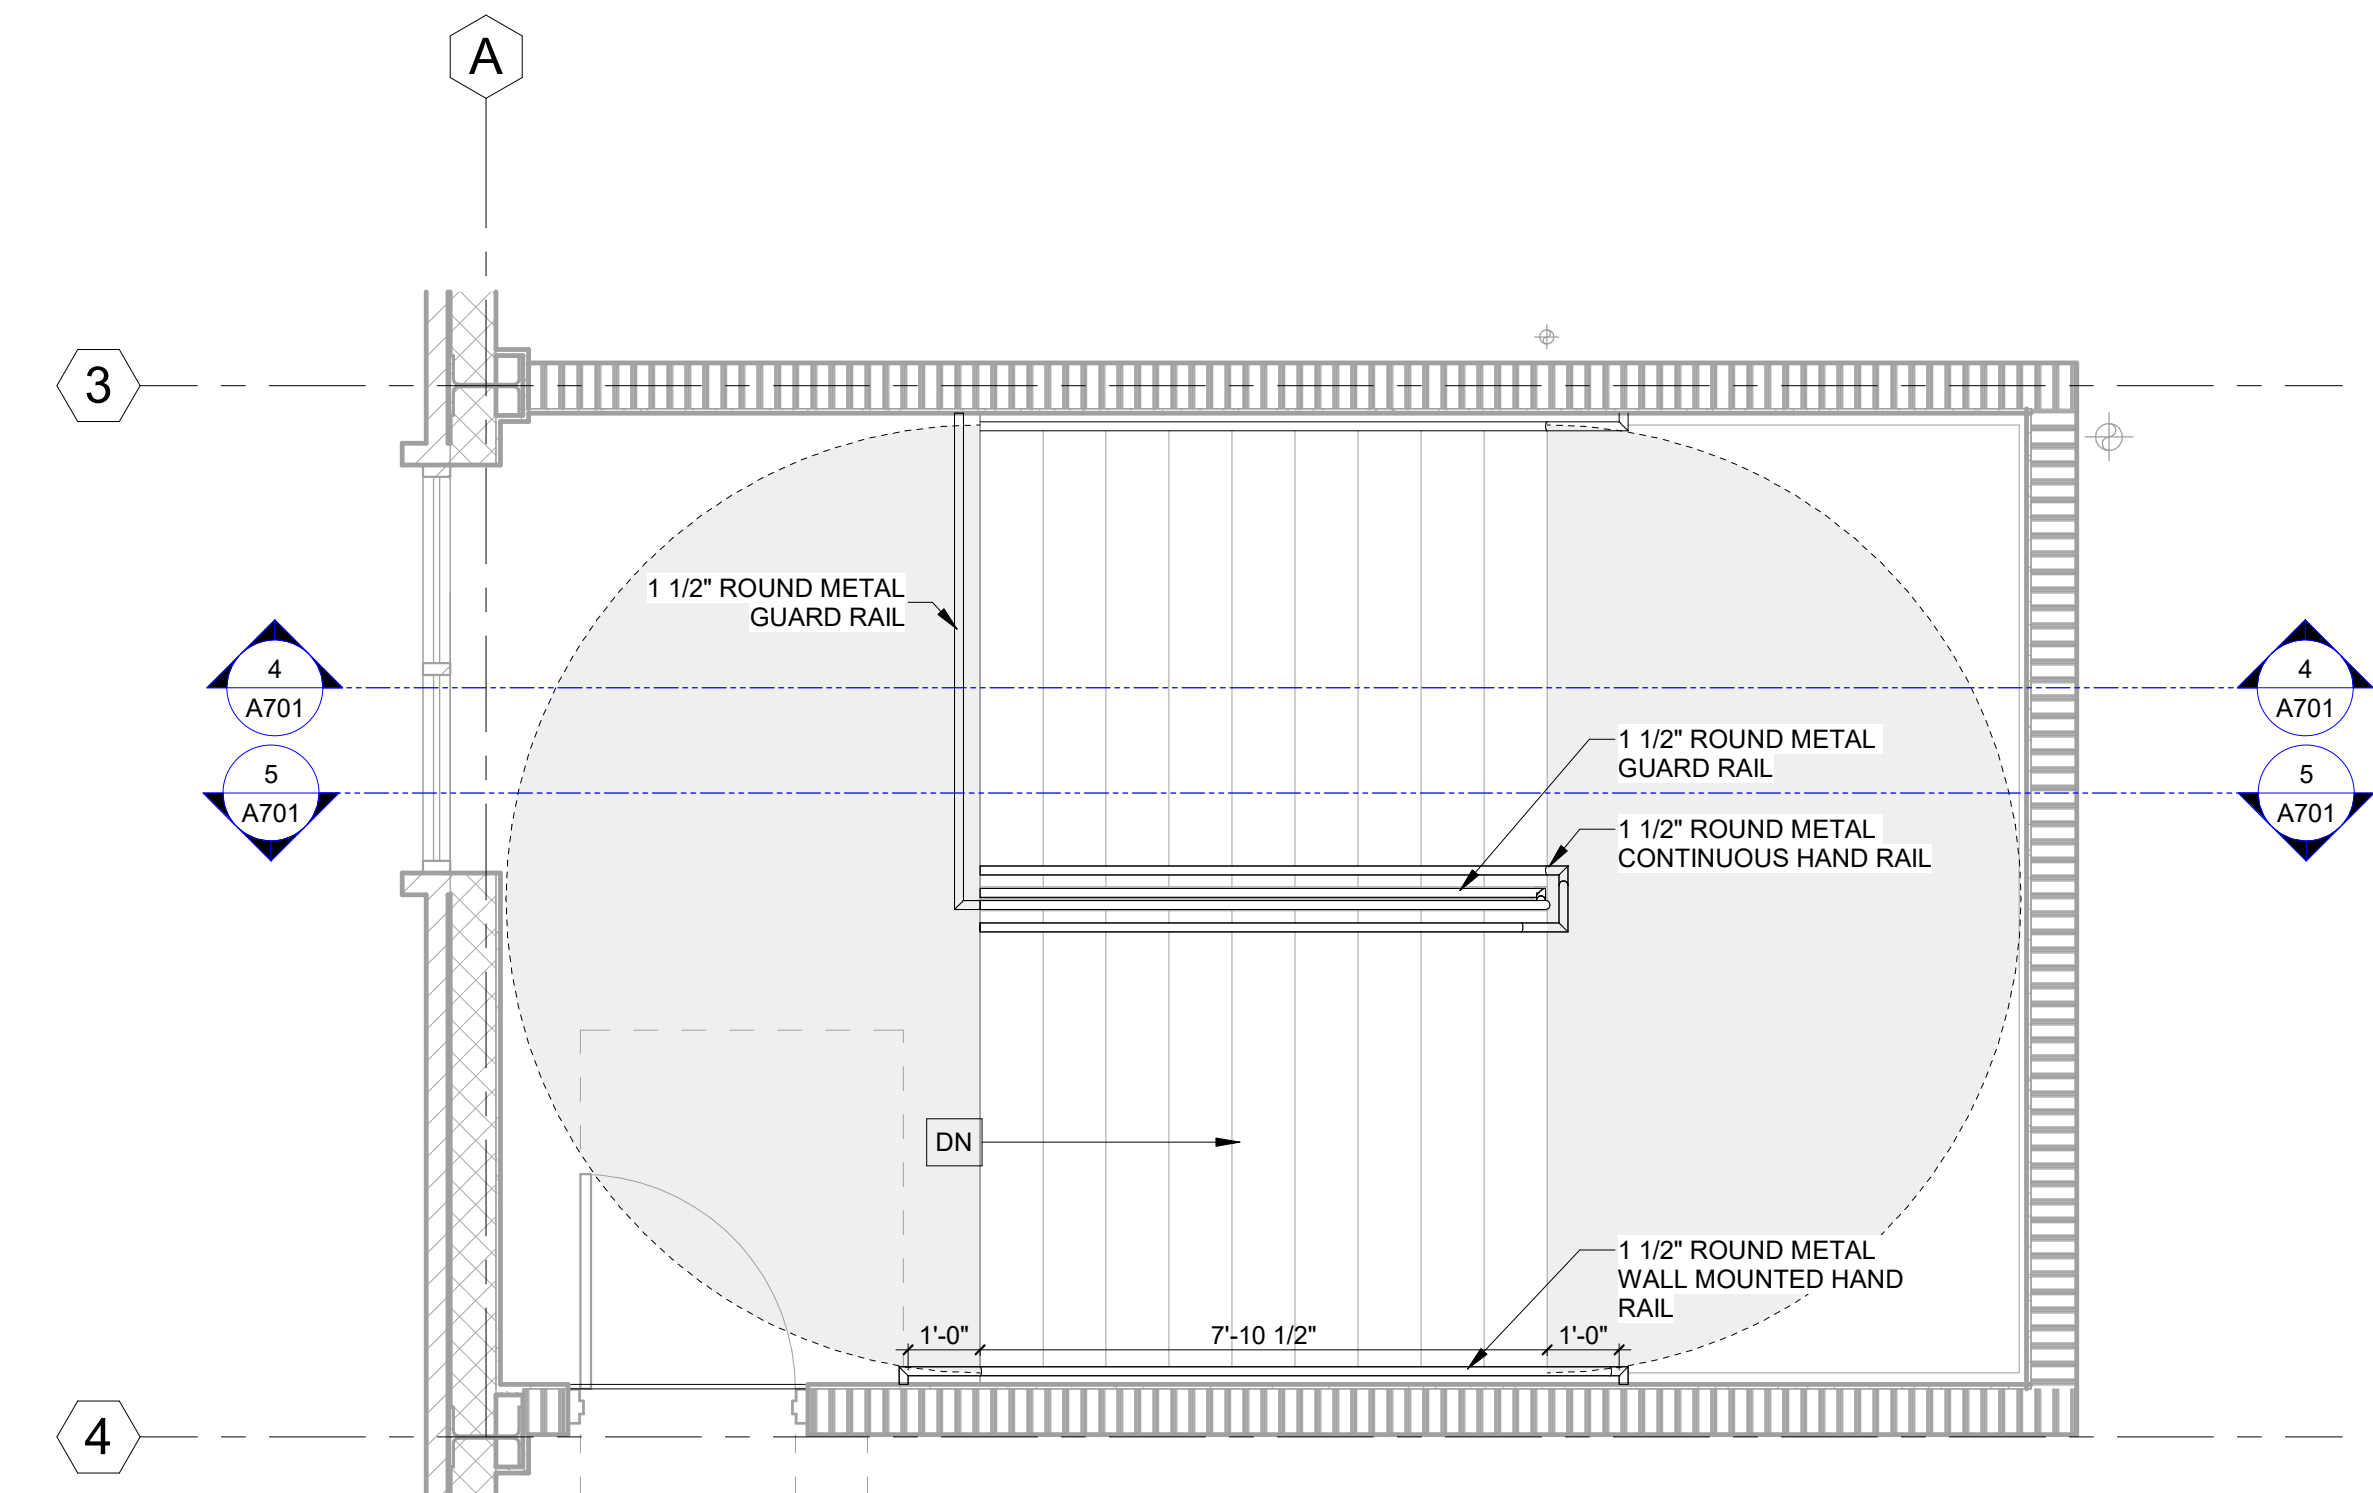 A
3
1 1/2" ROUND METAL
GUARD RAIL
4
A701
4
A701
1 1/2" ROUND METAL
GUARD RAIL
5
A701
5
A701
1 1/2" ROUND METAL
CONTINUOUS HAND RAIL
DN
1 1/2" ROUND METAL
WALL MOUNTED HAND
RAIL
1'-0"
7'-10 1/2"
1'-0"
4